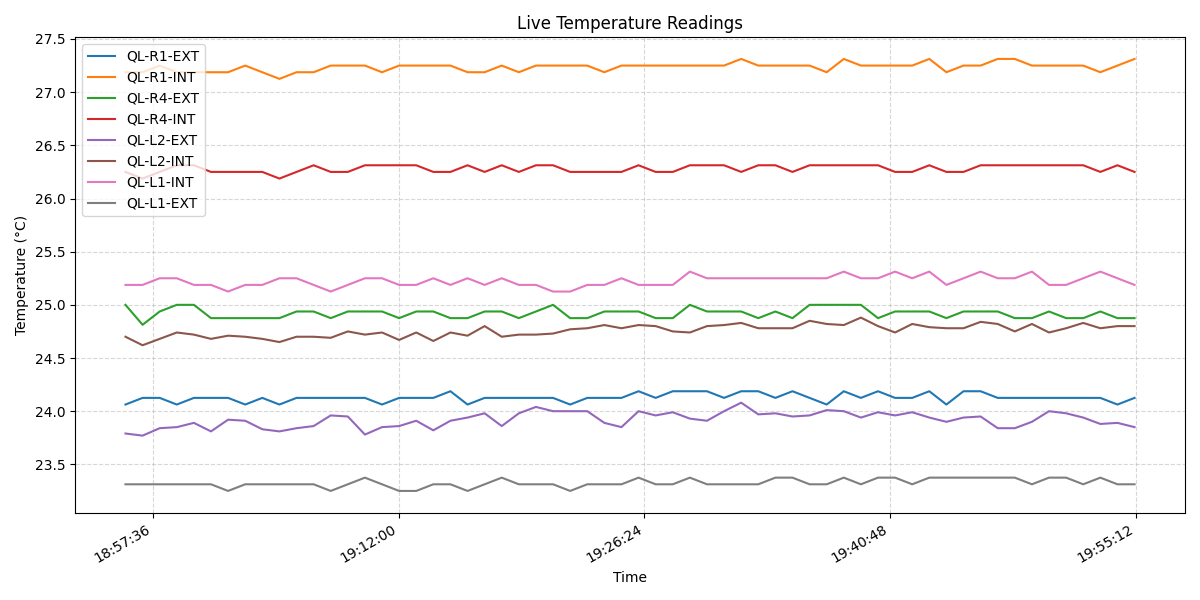 Live Temperature Readings
27.5
27.0
26.5
26.0
25.5
25.0
24.5
24.0
23.5
Temperature (°C)
QL-R1-EXT
QL-R1-INT
QL-R4-EXT
QL-R4-INT
QL-L2-EXT
QL-L2-INT
QL-L1-INT
QL-L1-EXT
18:57:36
19:12:00
19:26:24
19:40:48
19:55:12
Time